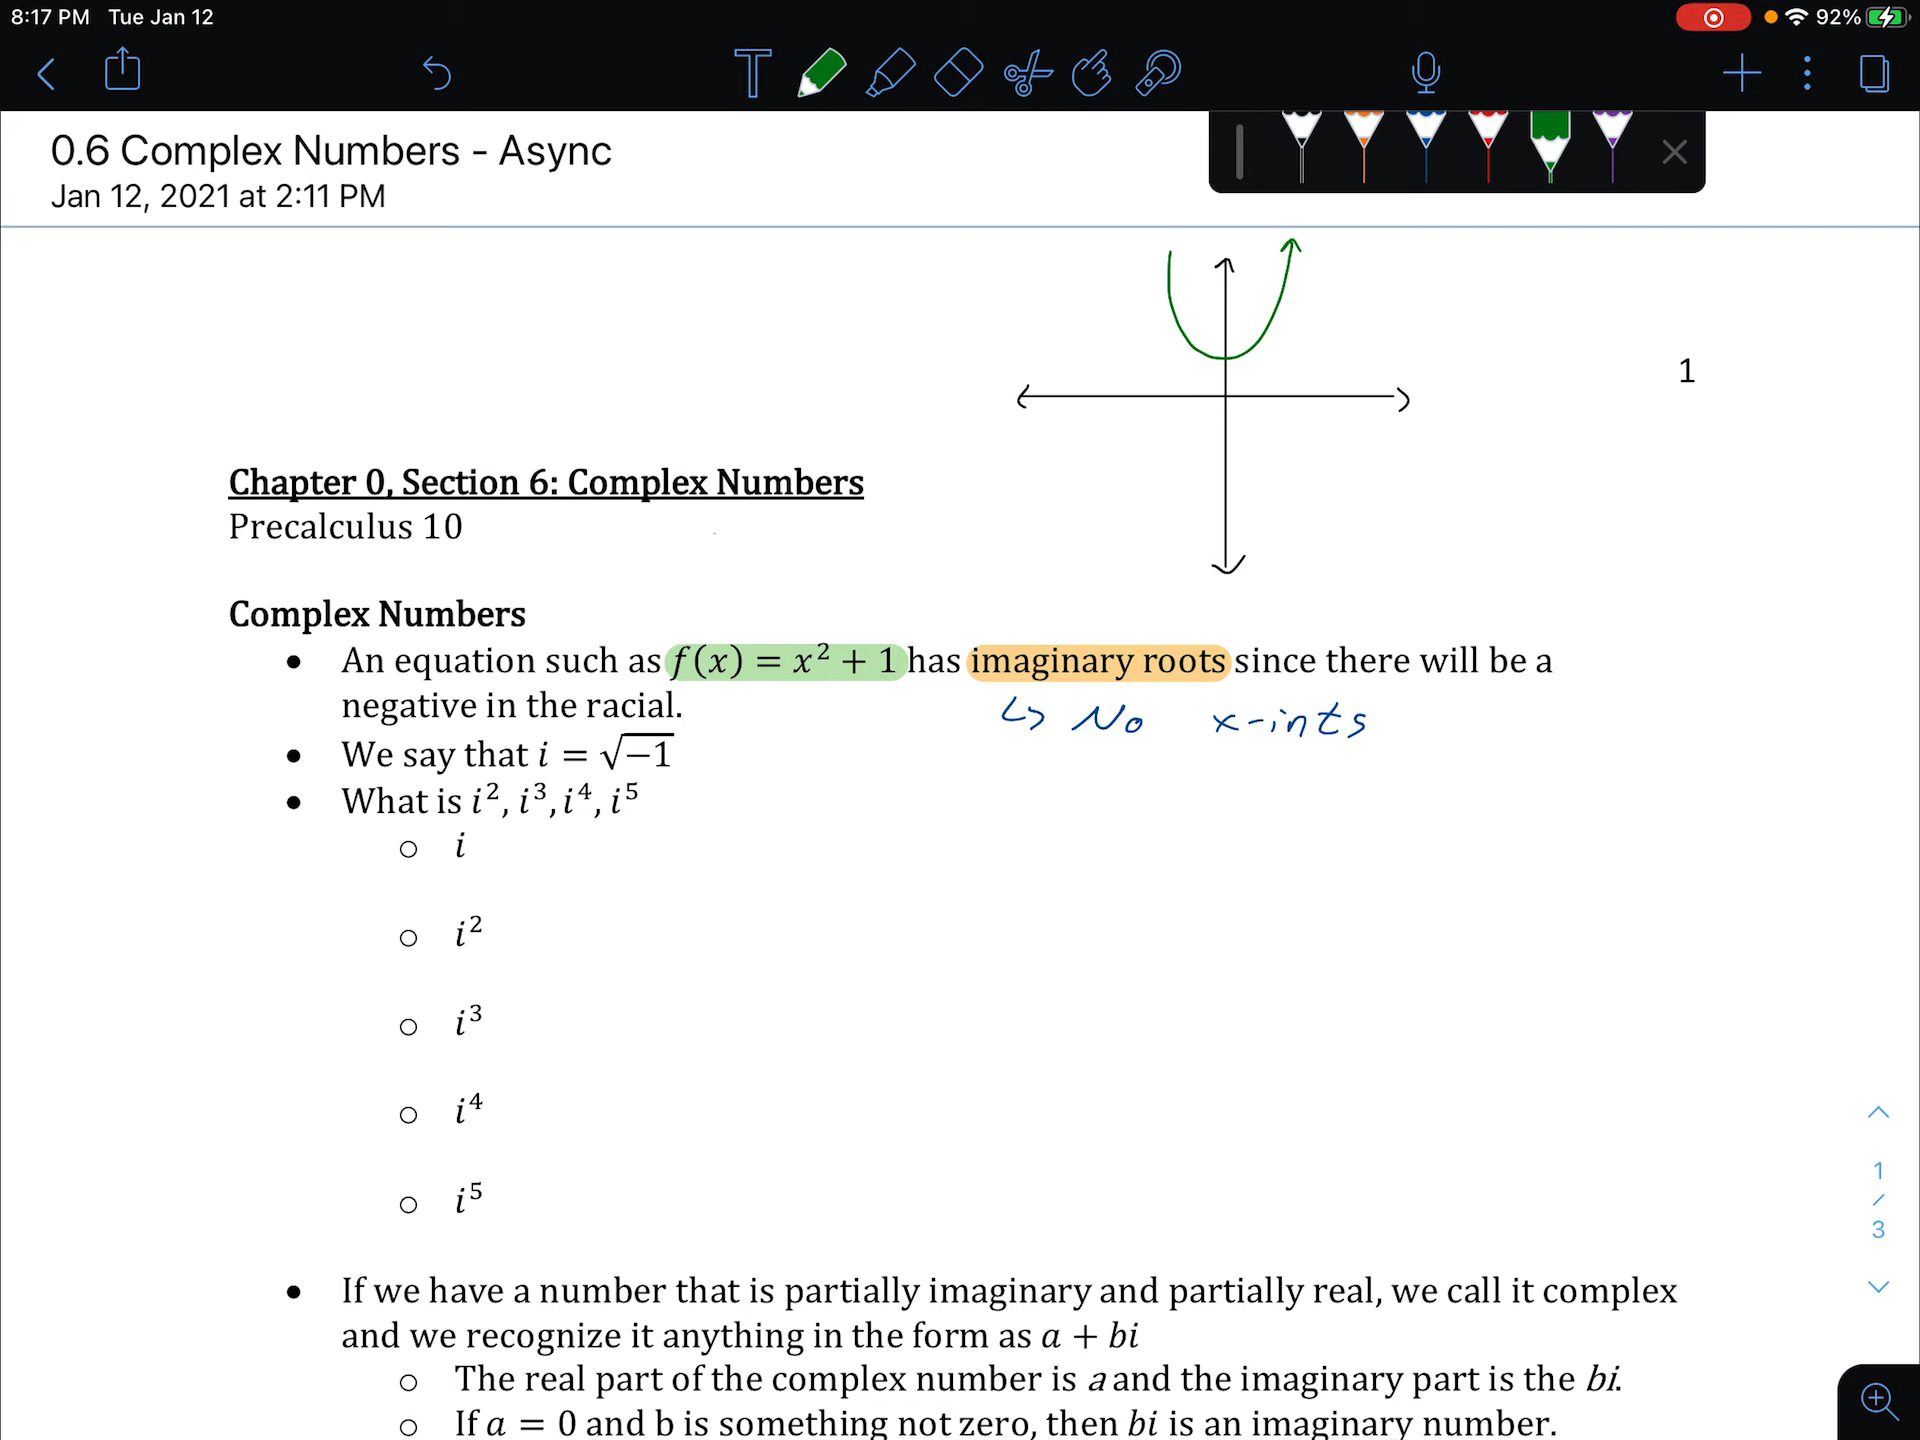 8:17 PM Tue Jan 12
92%
T
0.6 Complex Numbers - Async
Jan 12, 2021 at 2:11 PM
1
Chapter 0, Section 6: Complex Numbers
Precalculus 10
Complex Numbers
• An equation such as f(x) = x² + 1 has imaginary roots since there will be a
negative in the racial.
↳ No x-ints
• We say that i = √−1
• What is i², i³, i⁴, i⁵
○ i
○ i²
○ i³
○ i⁴
○ i⁵
1
/
3
• If we have a number that is partially imaginary and partially real, we call it complex
and we recognize it anything in the form as a + bi
○ The real part of the complex number is a and the imaginary part is the bi.
○ If a = 0 and b is something not zero, then bi is an imaginary number.